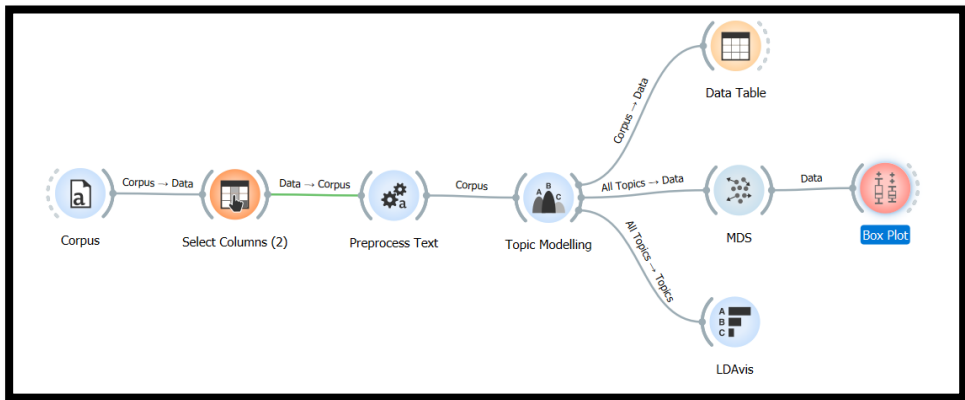 Data Table
Corpus → Data
a
Corpus
Corpus → Data
Select Columns (2)
Data → Corpus
a
Preprocess Text
Corpus
A B C
Topic Modelling
All Topics → Data
MDS
Data
Box Plot
All Topics → Topics
A
B
C
LDAvis